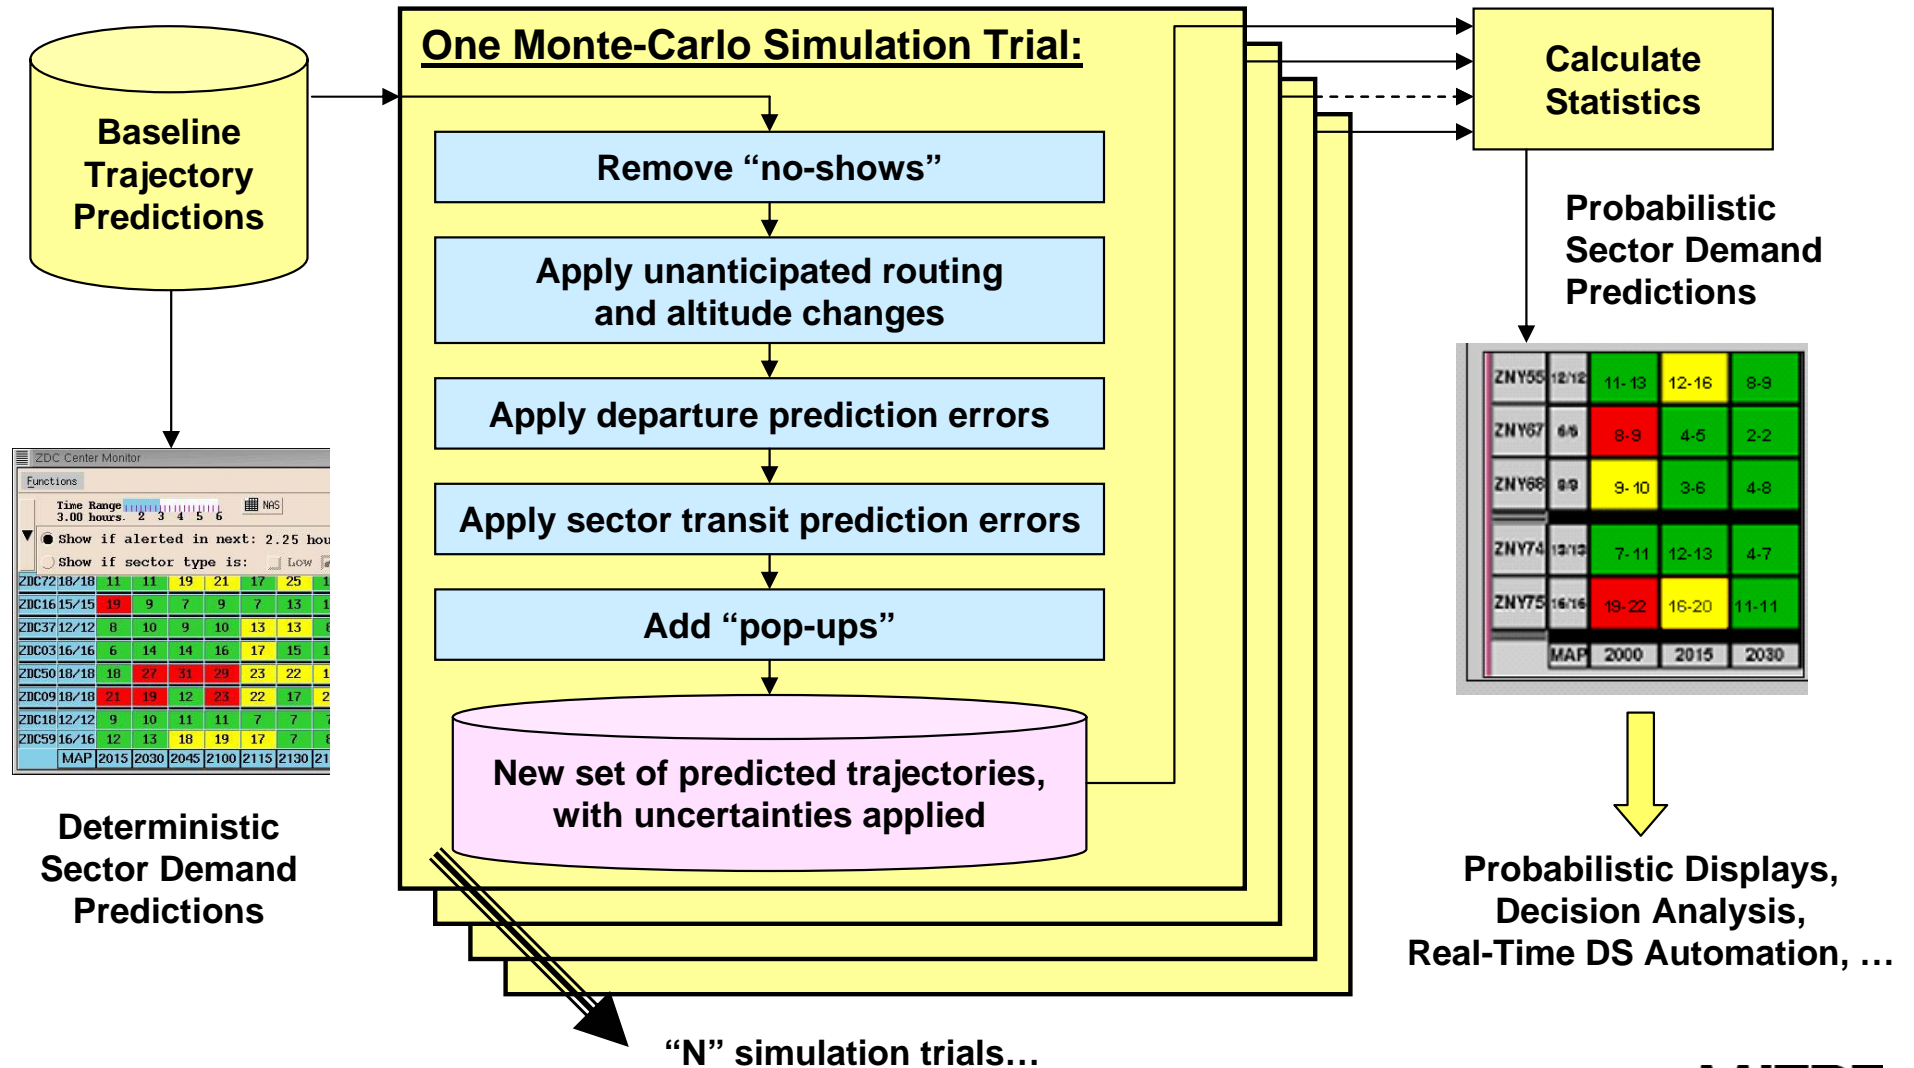 One Monte-Carlo Simulation Trial:
Baseline
Trajectory
Predictions
Remove “no-shows”
Apply unanticipated routing
and altitude changes
Apply departure prediction errors
Apply sector transit prediction errors
Add “pop-ups”
New set of predicted trajectories,
with uncertainties applied
“N” simulation trials…
Calculate
Statistics
Probabilistic
Sector Demand
Predictions
ZNY55 12/12 11-13 12-16 8-9
ZNY67 6/6 8-9 4-5 2-2
ZNY68 9/9 9-10 3-6 4-8
ZNY74 13/13 7-11 12-13 4-7
ZNY75 16/16 19-22 16-20 11-11
MAP 2000 2015 2030
Probabilistic Displays,
Decision Analysis,
Real-Time DS Automation, …
ZDC Center Monitor
Functions
Time Range
3.00 hours. 2 3 4 5 6 NAS
Show if alerted in next: 2.25 hou
Show if sector type is: Low
ZDC72 18/18 11 11 19 21 17 25 1
ZDC16 15/15 19 9 7 9 7 13 1
ZDC37 12/12 8 10 9 10 13 13 8
ZDC03 16/16 6 14 14 16 17 15 1
ZDC50 18/18 18 27 31 29 23 22 1
ZDC09 18/18 21 19 12 23 22 17 2
ZDC18 12/12 9 10 11 11 7 7 7
ZDC59 16/16 12 13 18 19 17 7 8
MAP 2015 2030 2045 2100 2115 2130 21
Deterministic
Sector Demand
Predictions